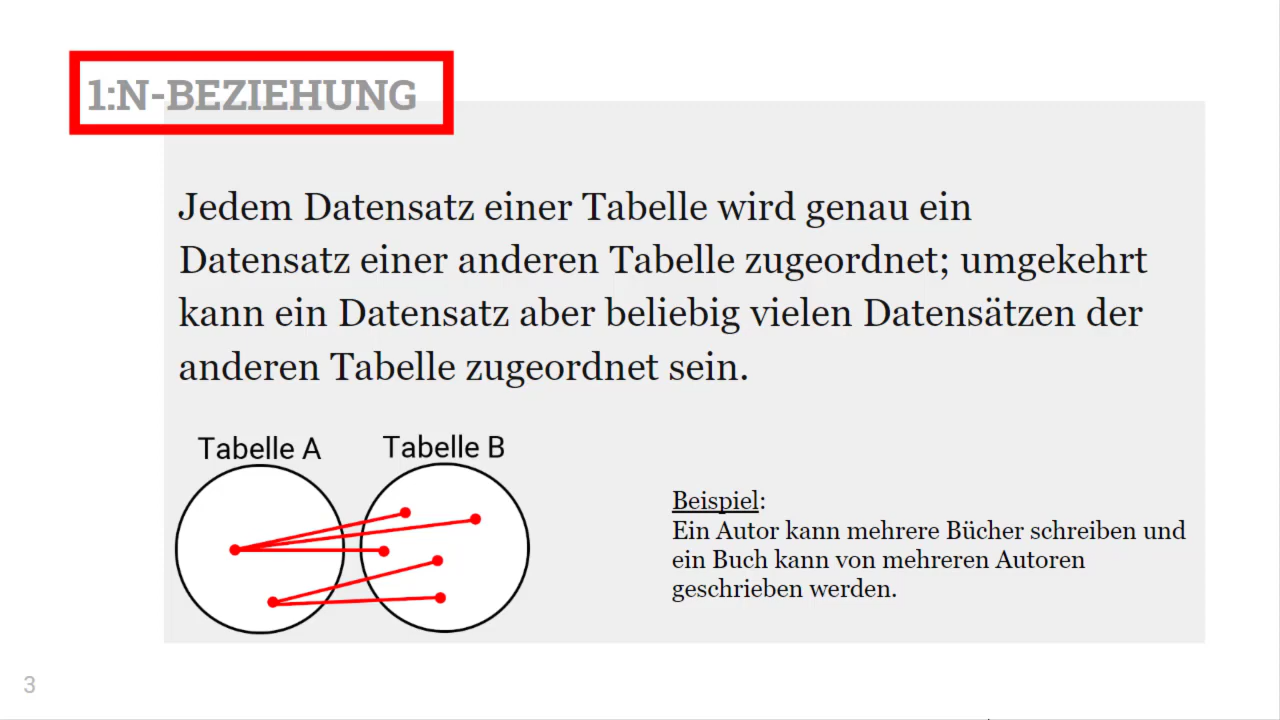 1:N-BEZIEHUNG
Jedem Datensatz einer Tabelle wird genau ein
Datensatz einer anderen Tabelle zugeordnet; umgekehrt
kann ein Datensatz aber beliebig vielen Datensätzen der
anderen Tabelle zugeordnet sein.
Tabelle A
Tabelle B
Beispiel:
Ein Autor kann mehrere Bücher schreiben und
ein Buch kann von mehreren Autoren
geschrieben werden.
3